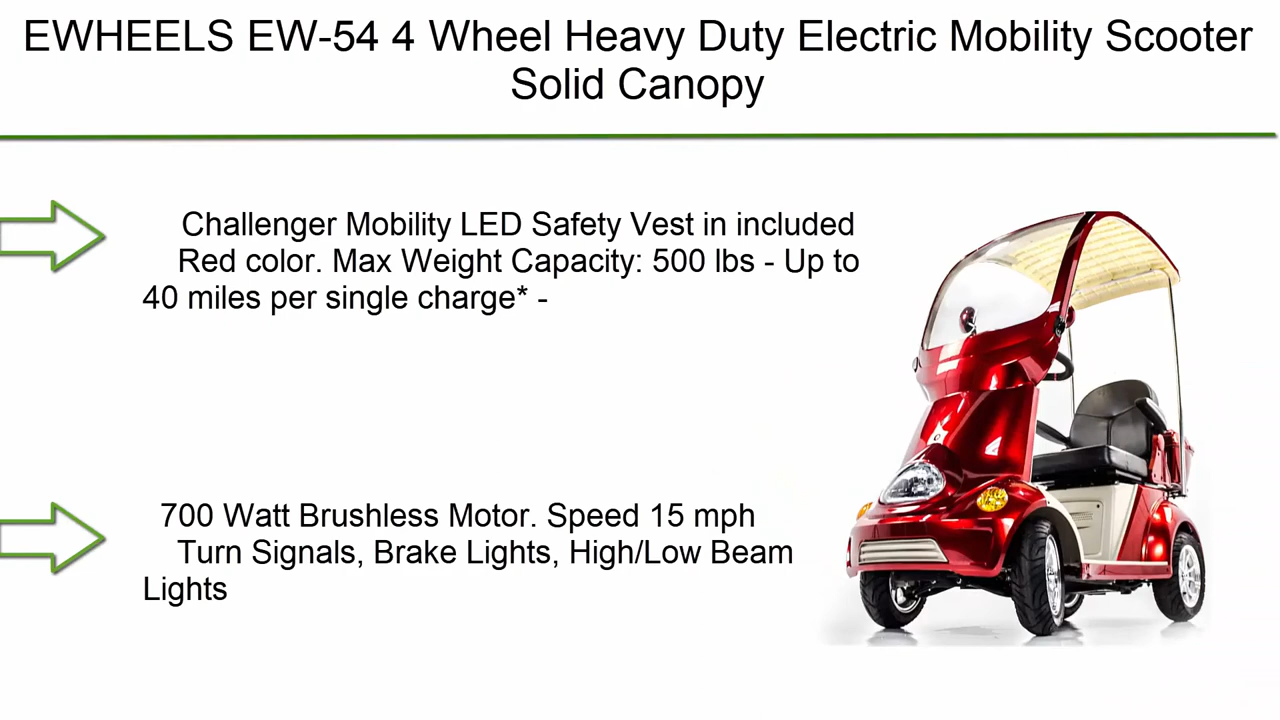 EWHEELS EW-54 4 Wheel Heavy Duty Electric Mobility Scooter
Solid Canopy
Challenger Mobility LED Safety Vest in included
Red color. Max Weight Capacity: 500 lbs - Up to
40 miles per single charge* -
700 Watt Brushless Motor. Speed 15 mph
Turn Signals, Brake Lights, High/Low Beam
Lights